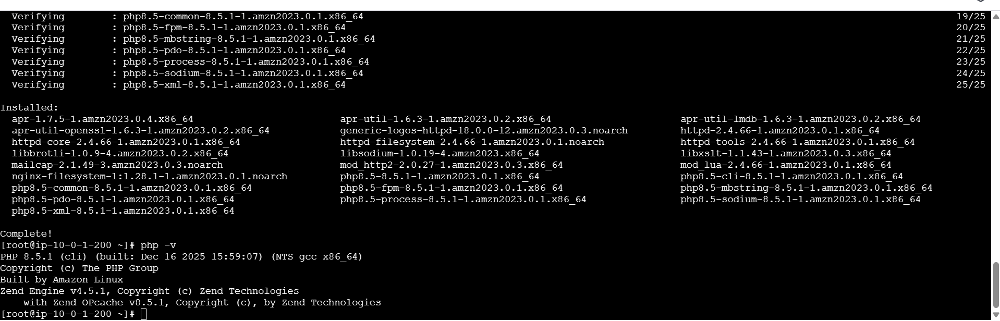 Verifying : php8.5-common-8.5.1-1.amzn2023.0.1.x86_64 19/25
Verifying : php8.5-fpm-8.5.1-1.amzn2023.0.1.x86_64 20/25
Verifying : php8.5-mbstring-8.5.1-1.amzn2023.0.1.x86_64 21/25
Verifying : php8.5-pdo-8.5.1-1.amzn2023.0.1.x86_64 22/25
Verifying : php8.5-process-8.5.1-1.amzn2023.0.1.x86_64 23/25
Verifying : php8.5-sodium-8.5.1-1.amzn2023.0.1.x86_64 24/25
Verifying : php8.5-xml-8.5.1-1.amzn2023.0.1.x86_64 25/25
Installed:
apr-1.7.5-1.amzn2023.0.4.x86_64 apr-util-1.6.3-1.amzn2023.0.2.x86_64 apr-util-lmdb-1.6.3-1.amzn2023.0.2.x86_64
apr-util-openssl-1.6.3-1.amzn2023.0.2.x86_64 generic-logos-httpd-18.0.0-12.amzn2023.0.3.noarch httpd-2.4.66-1.amzn2023.0.1.x86_64
httpd-core-2.4.66-1.amzn2023.0.1.x86_64 httpd-filesystem-2.4.66-1.amzn2023.0.1.noarch httpd-tools-2.4.66-1.amzn2023.0.1.x86_64
libbrotli-1.0.9-4.amzn2023.0.2.x86_64 libsodium-1.0.19-4.amzn2023.x86_64 libxslt-1.1.43-1.amzn2023.0.3.x86_64
mailcap-2.1.49-3.amzn2023.0.3.noarch mod_http2-2.0.27-1.amzn2023.0.3.x86_64 mod_lua-2.4.66-1.amzn2023.0.1.x86_64
nginx-filesystem-1:1.28.1-1.amzn2023.0.1.noarch php8.5-8.5.1-1.amzn2023.0.1.x86_64 php8.5-cli-8.5.1-1.amzn2023.0.1.x86_64
php8.5-common-8.5.1-1.amzn2023.0.1.x86_64 php8.5-fpm-8.5.1-1.amzn2023.0.1.x86_64 php8.5-mbstring-8.5.1-1.amzn2023.0.1.x86_64
php8.5-pdo-8.5.1-1.amzn2023.0.1.x86_64 php8.5-process-8.5.1-1.amzn2023.0.1.x86_64 php8.5-sodium-8.5.1-1.amzn2023.0.1.x86_64
php8.5-xml-8.5.1-1.amzn2023.0.1.x86_64
Complete!
[root@ip-10-0-1-200 ~]# php -v
PHP 8.5.1 (cli) (built: Dec 16 2025 15:59:07) (NTS gcc x86_64)
Copyright (c) The PHP Group
Built by Amazon Linux
Zend Engine v4.5.1, Copyright (c) Zend Technologies
with Zend OPcache v8.5.1, Copyright (c), by Zend Technologies
[root@ip-10-0-1-200 ~]#